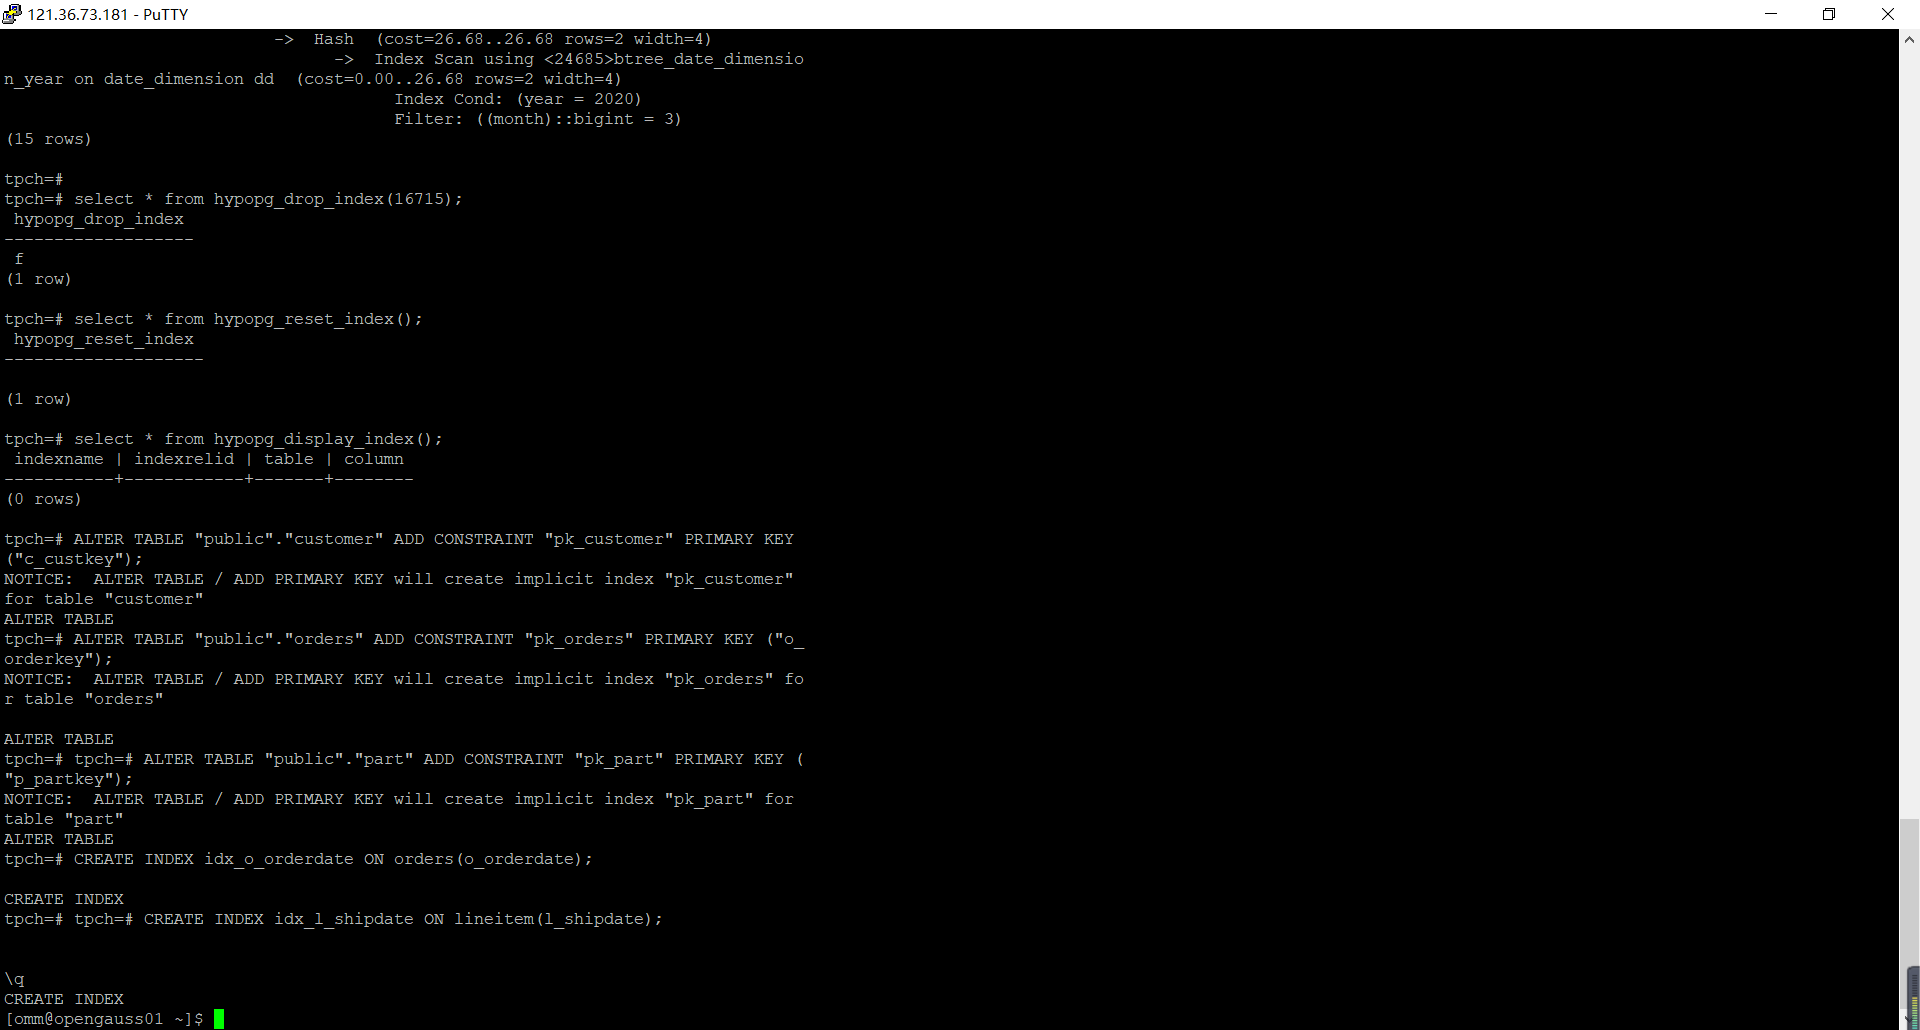 121.36.73.181 - PuTTY
                           ->  Hash  (cost=26.68..26.68 rows=2 width=4)
                                 ->  Index Scan using <24685>btree_date_dimensio
n_year on date_dimension dd  (cost=0.00..26.68 rows=2 width=4)
                                       Index Cond: (year = 2020)
                                       Filter: ((month)::bigint = 3)
(15 rows)

tpch=#
tpch=# select * from hypopg_drop_index(16715);
 hypopg_drop_index
-------------------
 f
(1 row)

tpch=# select * from hypopg_reset_index();
 hypopg_reset_index
--------------------

(1 row)

tpch=# select * from hypopg_display_index();
 indexname | indexrelid | table | column
-----------+------------+-------+--------
(0 rows)

tpch=# ALTER TABLE "public"."customer" ADD CONSTRAINT "pk_customer" PRIMARY KEY
("c_custkey");
NOTICE:  ALTER TABLE / ADD PRIMARY KEY will create implicit index "pk_customer"
for table "customer"
ALTER TABLE
tpch=# ALTER TABLE "public"."orders" ADD CONSTRAINT "pk_orders" PRIMARY KEY ("o_
orderkey");
NOTICE:  ALTER TABLE / ADD PRIMARY KEY will create implicit index "pk_orders" fo
r table "orders"

ALTER TABLE
tpch=# tpch=# ALTER TABLE "public"."part" ADD CONSTRAINT "pk_part" PRIMARY KEY (
"p_partkey");
NOTICE:  ALTER TABLE / ADD PRIMARY KEY will create implicit index "pk_part" for
table "part"
ALTER TABLE
tpch=# CREATE INDEX idx_o_orderdate ON orders(o_orderdate);

CREATE INDEX
tpch=# tpch=# CREATE INDEX idx_l_shipdate ON lineitem(l_shipdate);


\q
CREATE INDEX
[omm@opengauss01 ~]$